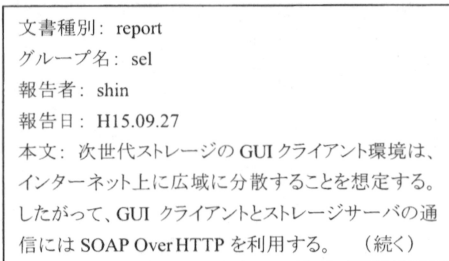 文書種別: report
グループ名: sel
報告者: shin
報告日: H15.09.27
本文: 次世代ストレージの GUI クライアント環境は、
インターネット上に広域に分散することを想定する。
したがって、GUI クライアントとストレージサーバの通
信には SOAP Over HTTP を利用する。 （続く）